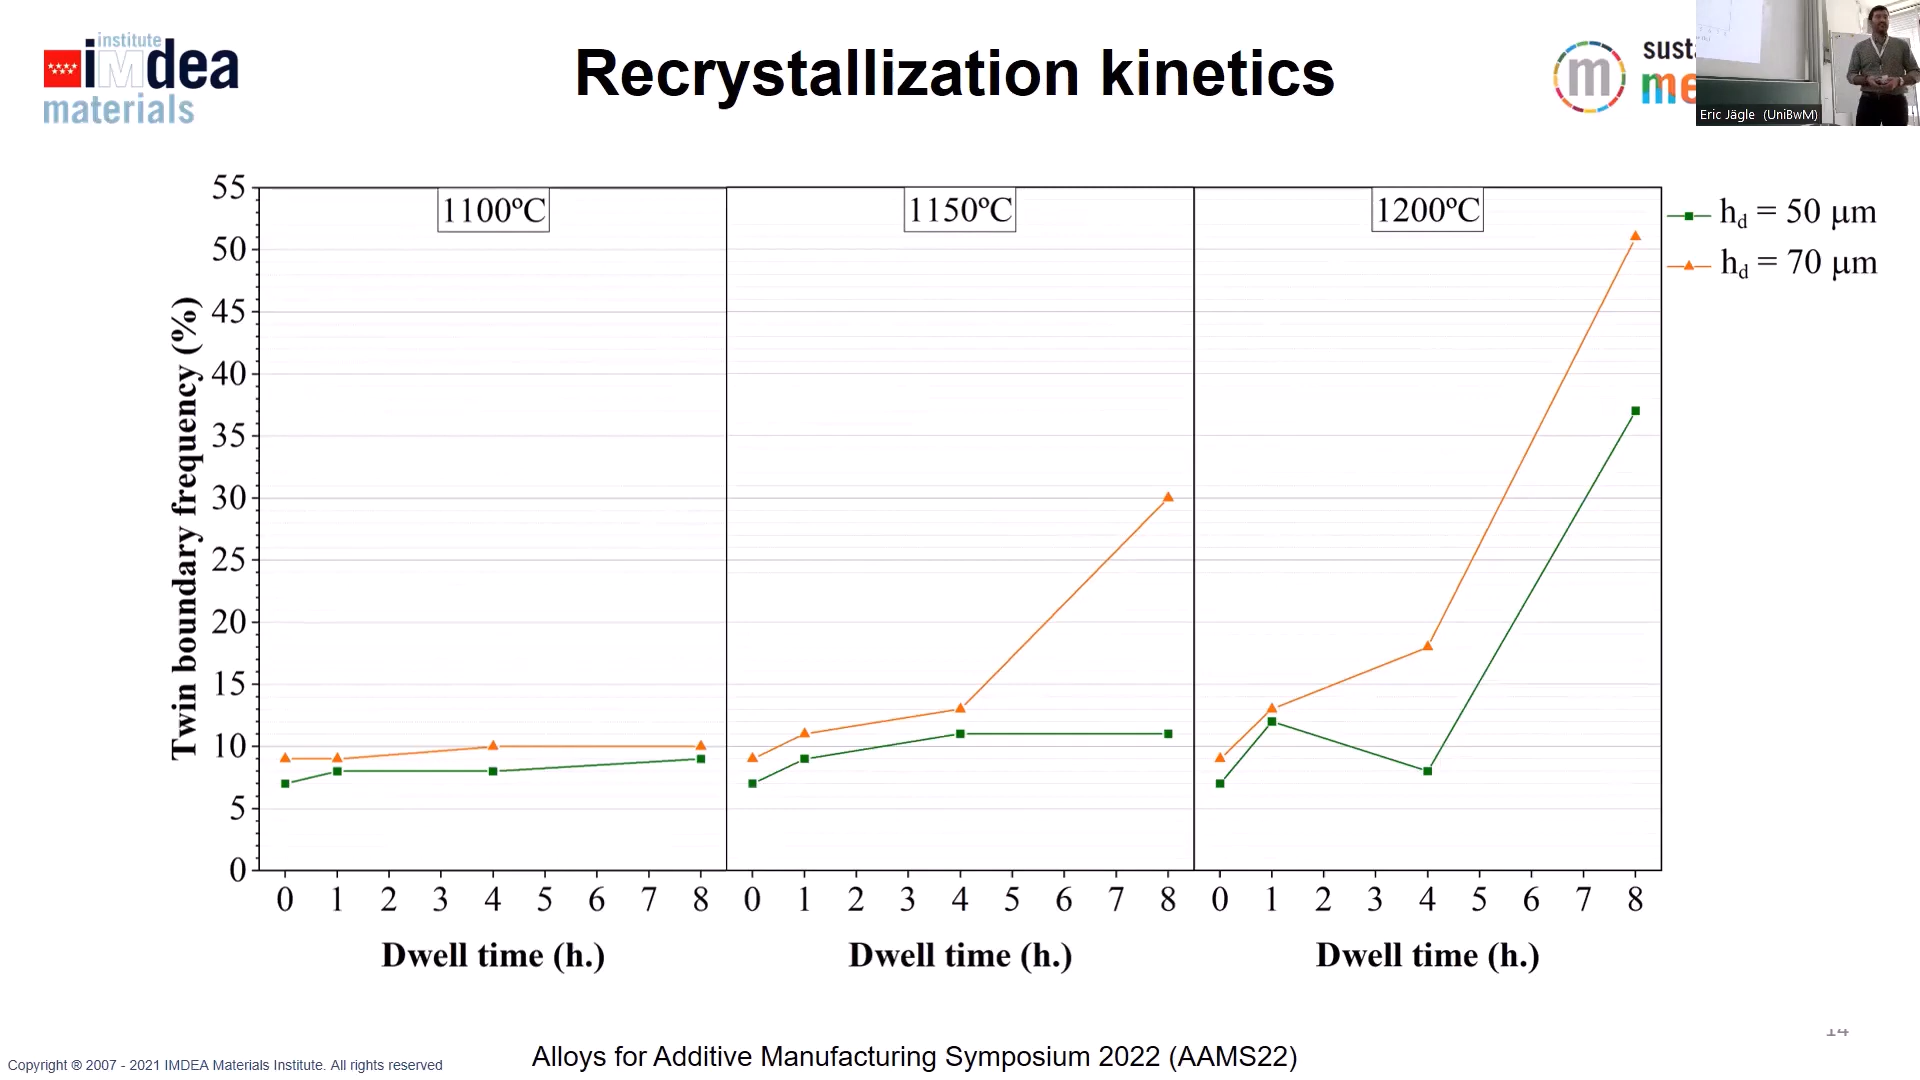 institute
iMdea
materials
Recrystallization kinetics
m
susta
me
Eric Jägle (UniBwM)
1100ºC
1150ºC
1200ºC
h_d = 50 µm
h_d = 70 µm
Twin boundary frequency (%)
55
50
45
40
35
30
25
20
15
10
5
0
0 1 2 3 4 5 6 7 8
0 1 2 3 4 5 6 7 8
0 1 2 3 4 5 6 7 8
Dwell time (h.)
Dwell time (h.)
Dwell time (h.)
14
Alloys for Additive Manufacturing Symposium 2022 (AAMS22)
Copyright ® 2007 - 2021 IMDEA Materials Institute. All rights reserved